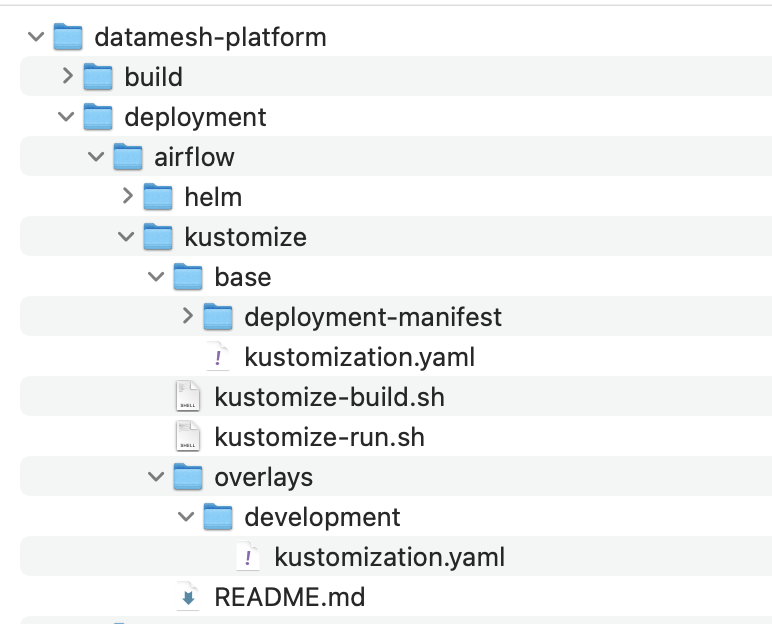 datamesh-platform
build
deployment
airflow
helm
kustomize
base
deployment-manifest
kustomization.yaml
kustomize-build.sh
kustomize-run.sh
overlays
development
kustomization.yaml
README.md